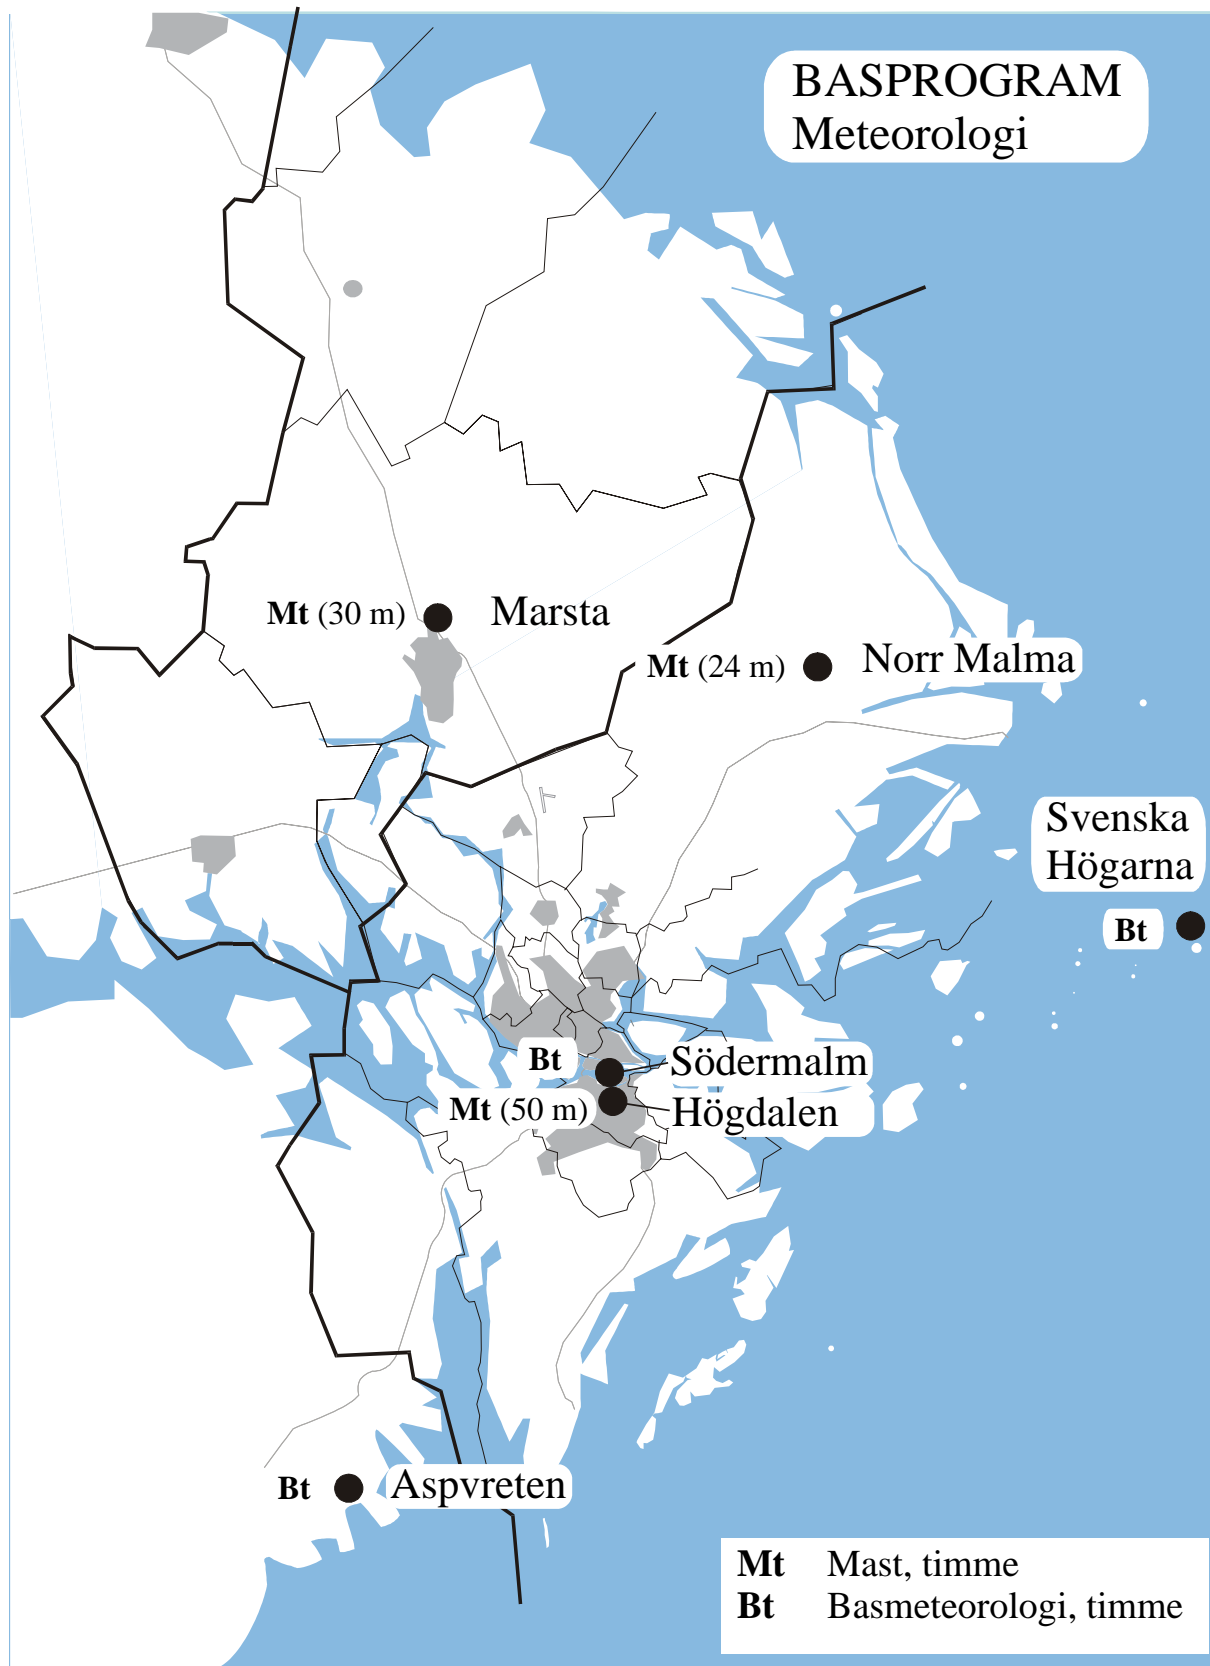 BASPROGRAM
Meteorologi
Mt (30 m) Marsta
Mt (24 m) Norr Malma
Svenska
Högarna
Bt
Bt Södermalm
Mt (50 m) Högdalen
Bt Aspvreten
Mt Mast, timme
Bt Basmeteorologi, timme